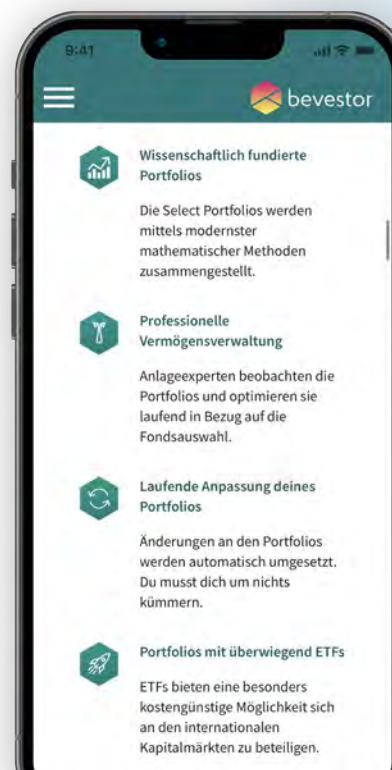 9:41
bevestor
Wissenschaftlich fundierte
Portfolios
Die Select Portfolios werden
mittels modernster
mathematischer Methoden
zusammengestellt.
Professionelle
Vermögensverwaltung
Anlageexperten beobachten die
Portfolios und optimieren sie
laufend in Bezug auf die
Fondsauswahl.
Laufende Anpassung deines
Portfolios
Änderungen an den Portfolios
werden automatisch umgesetzt.
Du musst dich um nichts
kümmern.
Portfolios mit überwiegend ETFs
ETFs bieten eine besonders
kostengünstige Möglichkeit sich
an den internationalen
Kapitalmärkten zu beteiligen.